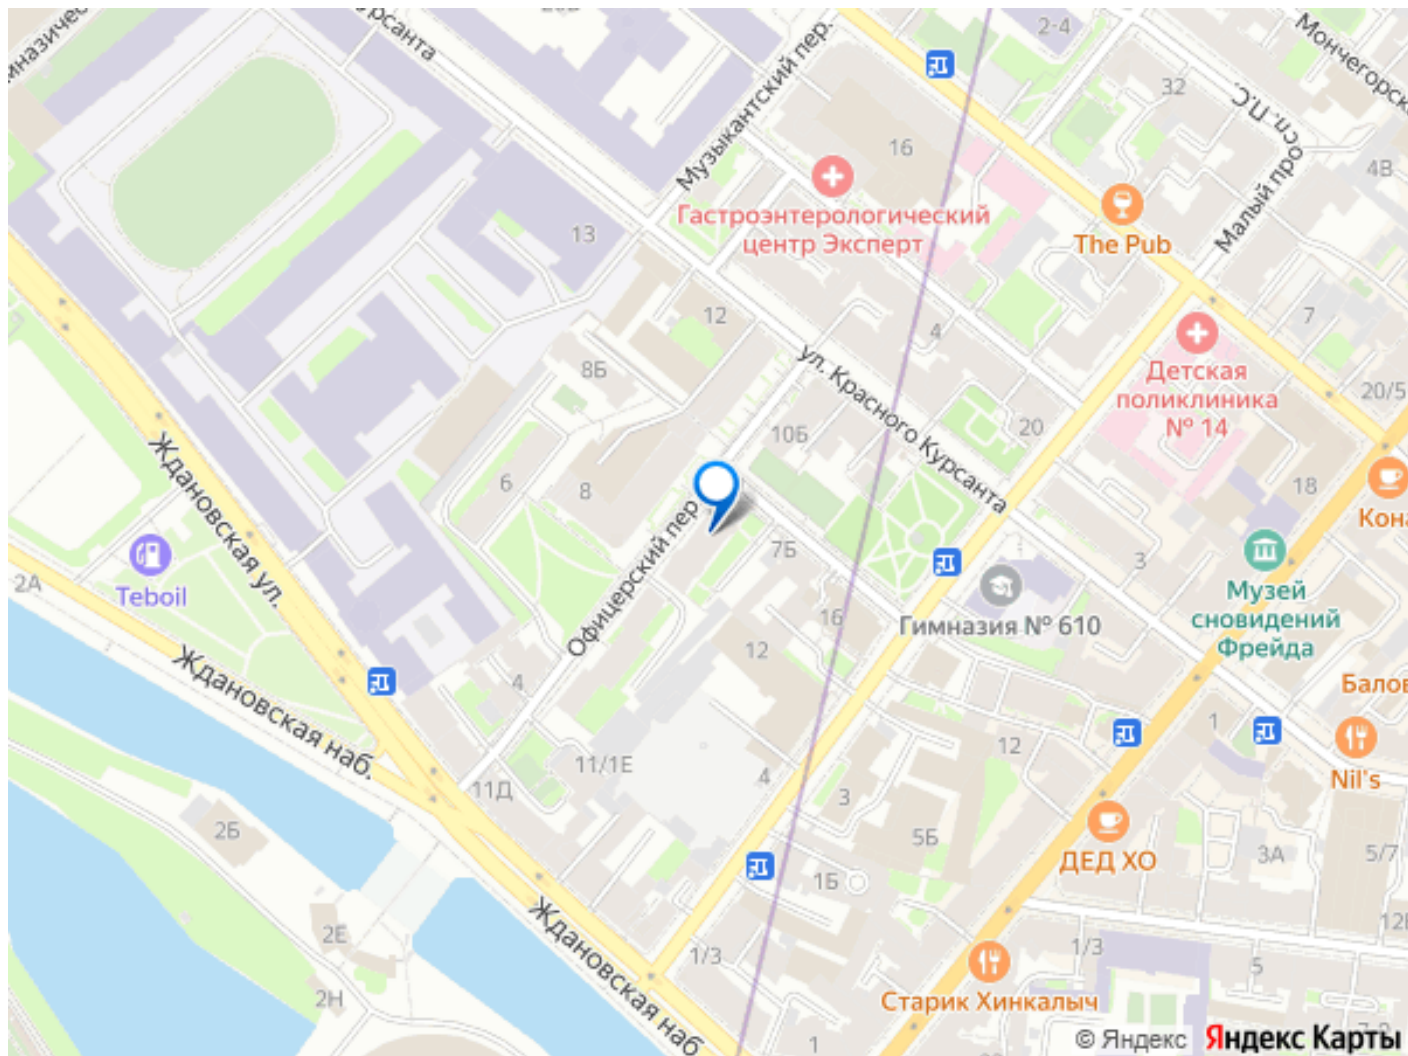 Курсанта
2-4
Мончегорск
Музыкантский пер.
32
Малый просп. П.С.
16
4В
Гастроэнтерологический
центр Эксперт
13
The Pub
12
4
7
ул. Красного Курсанта
8Б
Детская
поликлиника
№ 14
20/5
20
10Б
6
8
18
Кона
Ждановская ул.
Офицерский пер
7Б
3
2А
Teboil
Музей
сновидений
Фрейда
16
Гимназия № 610
12
Ждановская наб.
4
Балов
1
12
11/1Е
4
11Д
3
Nil's
2Б
5Б
ДЕД ХО
3А
5/7
1Б
Ждановская наб
2Е
1/3
1/3
5
2Н
Старик Хинкалыч
1
© Яндекс Яндекс Карты